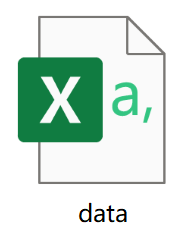 X a,
data